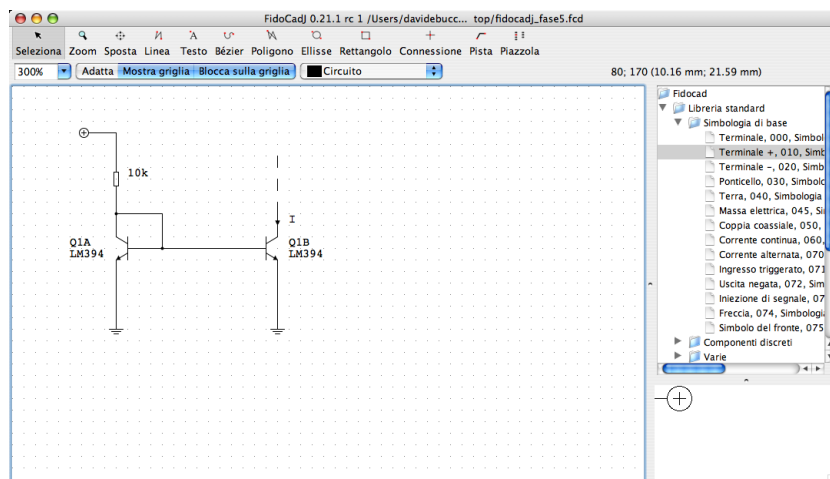 FidoCadJ 0.21.1 rc 1 /Users/davidebucc... top/fidocadj_fase5.fcd
Seleziona Zoom Sposta Linea Testo Bézier Poligono Ellisse Rettangolo Connessione Pista Piazzola
300% Adatta Mostra griglia Blocca sulla griglia Circuito 80; 170 (10.16 mm; 21.59 mm)
Fidocad
Libreria standard
Simbologia di base
Terminale, 000, Simbol
Terminale +, 010, Simb
Terminale -, 020, Simb
Ponticello, 030, Simbolo
Terra, 040, Simbologia
Massa elettrica, 045, Si
Coppia coassiale, 050,
Corrente continua, 060,
Corrente alternata, 070
Ingresso triggerato, 071
Uscita negata, 072, Sim
Iniezione di segnale, 07
Freccia, 074, Simbologi
Simbolo del fronte, 075
Componenti discreti
Varie
10k
I
Q1A
LM394
Q1B
LM394